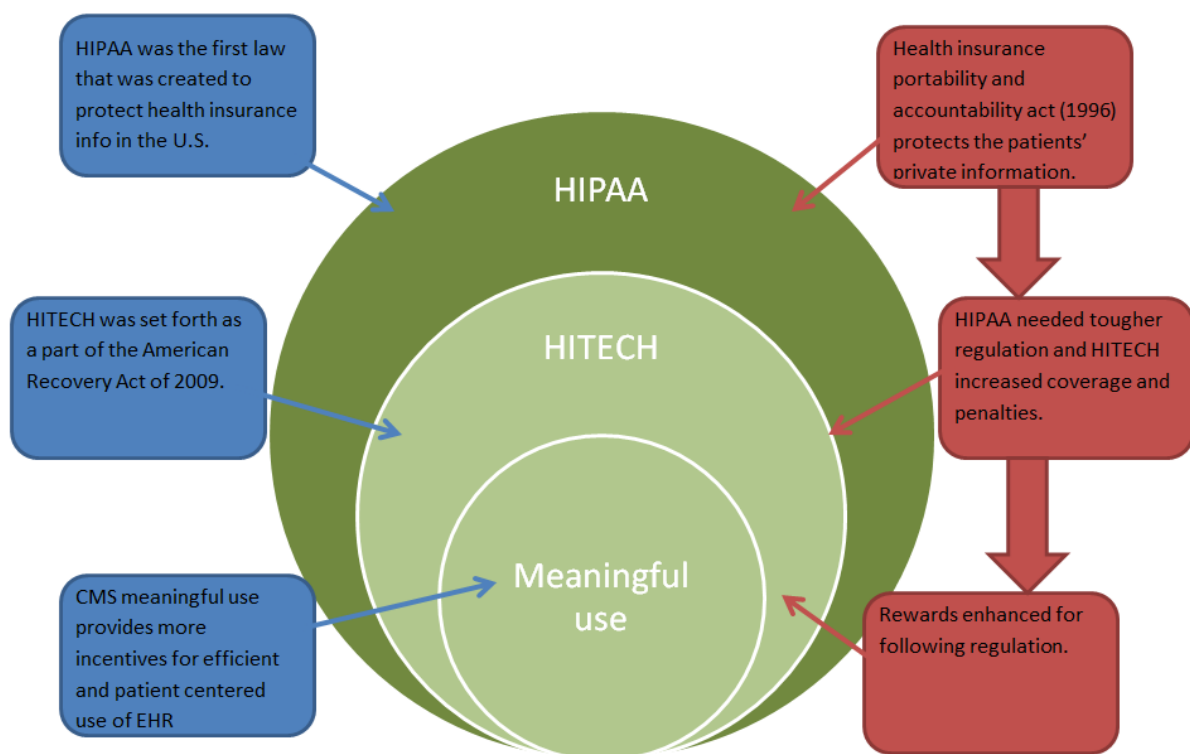 HIPAA was the first law
that was created to
protect health insurance
info in the U.S.
Health insurance
portability and
accountability act (1996)
protects the patients’
private information.
HIPAA
HITECH was set forth as
a part of the American
Recovery Act of 2009.
HITECH
HIPAA needed tougher
regulation and HITECH
increased coverage and
penalties.
CMS meaningful use
provides more
incentives for efficient
and patient centered
use of EHR
Meaningful
use
Rewards enhanced for
following regulation.